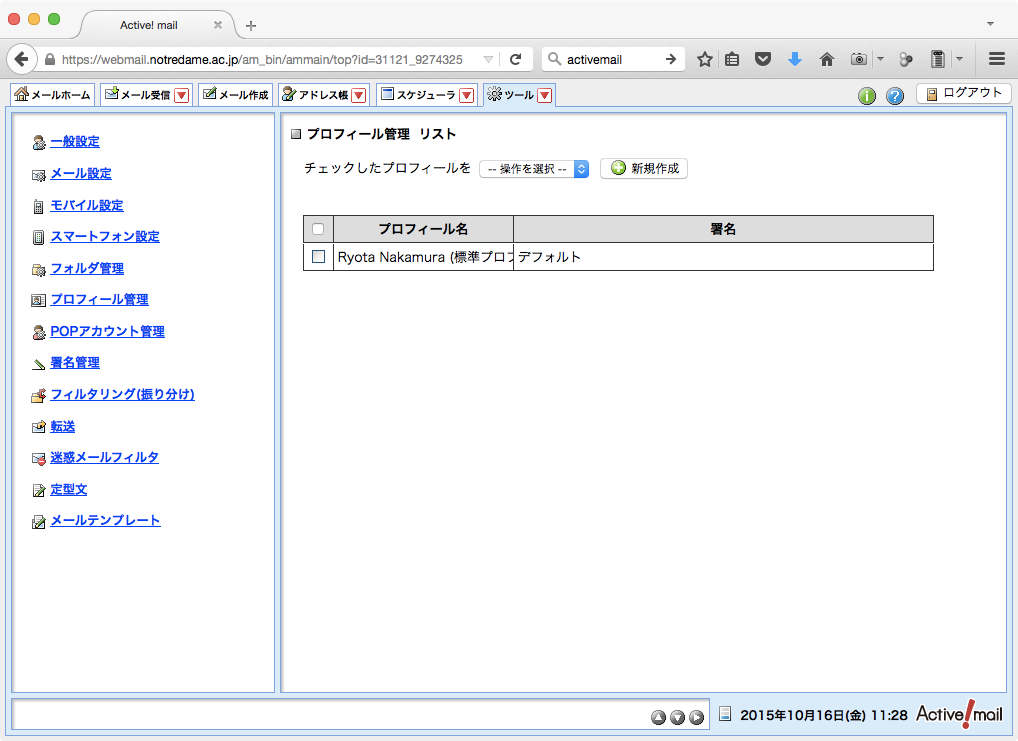 Active! mail
https://webmail.notredame.ac.jp/am_bin/ammain/top?id=31121_9274325
activemail
メールホーム
メール受信
メール作成
アドレス帳
スケジューラ
ツール
ログアウト
一般設定
メール設定
モバイル設定
スマートフォン設定
フォルダ管理
プロフィール管理
POPアカウント管理
署名管理
フィルタリング(振り分け)
転送
迷惑メールフィルタ
定型文
メールテンプレート
プロフィール管理 リスト
チェックしたプロフィールを -- 操作を選択 -- 新規作成
プロフィール名 署名
Ryota Nakamura (標準プロフ デフォルト
2015年10月16日(金) 11:28 Active! mail